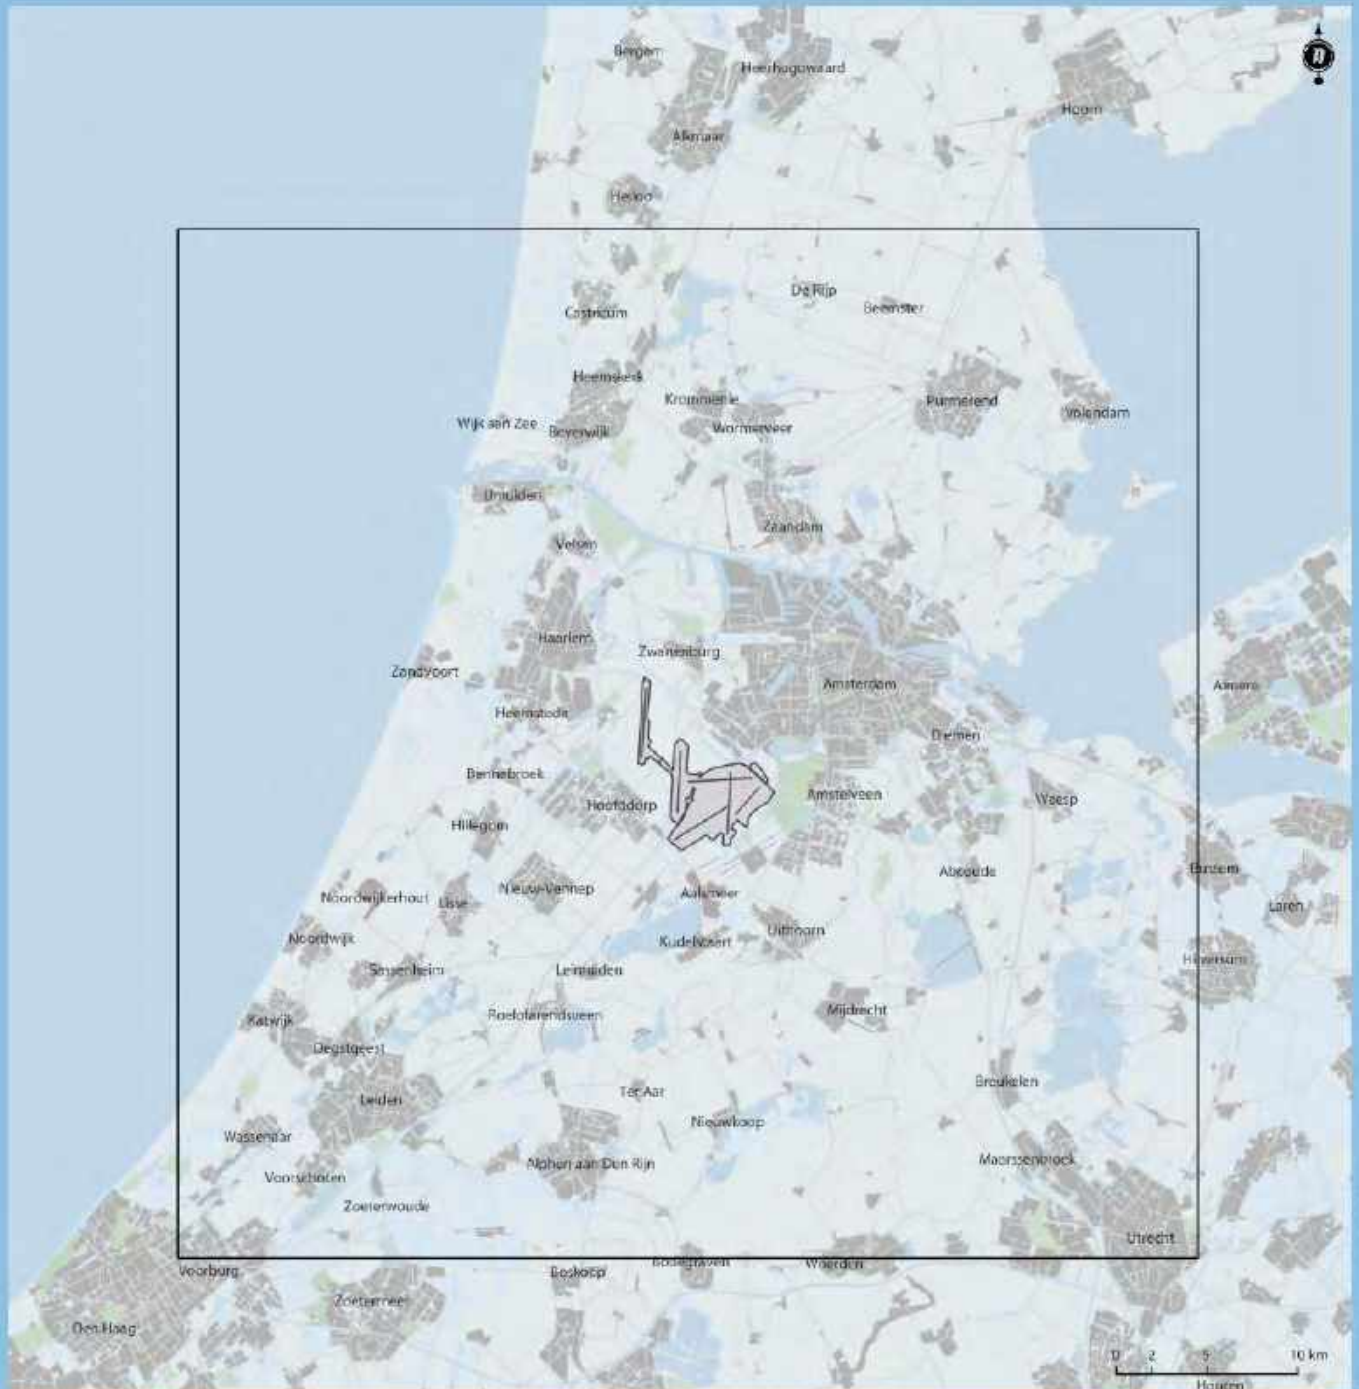 Bergen
Heerhugowaard
Hoorn
Alkmaar
Heiloo
De Rijp
Beemster
Castricum
Heemskerk
Krommenie
Purmerend
Volendam
Wijk aan Zee
Beverwijk
Wormerveer
IJmuiden
Zaandam
Velsen
Haarlem
Zwanenburg
Zandvoort
Amsterdam
Almere
Heemstede
Diemen
Bennebroek
Hoofddorp
Amstelveen
Weesp
Hillegom
Abcoude
Bussum
Nieuw-Vennep
Noordwijkerhout
Lisse
Aalsmeer
Laren
Uithoorn
Noordwijk
Kudelstaart
Hilversum
Sassenheim
Leimuiden
Roelofarendsveen
Mijdrecht
Katwijk
Oegstgeest
Breukelen
Ter Aar
Leiden
Nieuwkoop
Wassenaar
Maarssenbroek
Alphen aan Den Rijn
Voorschoten
Zoeterwoude
Utrecht
Bodegraven
Woerden
Voorburg
Boskoop
Zoetermeer
Den Haag
0 2 5 10 km
Houten